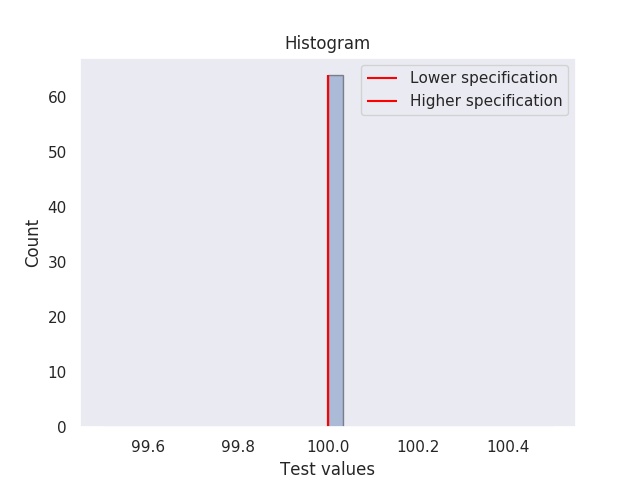 Histogram
Lower specification
Higher specification
60
50
40
30
20
10
0
Count
99.6 99.8 100.0 100.2 100.4
Test values